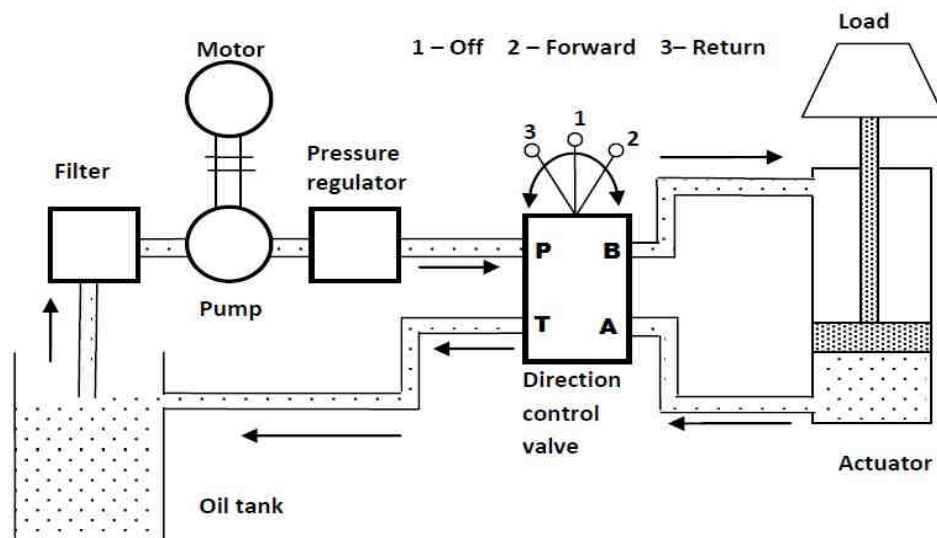 Motor
1 – Off 2 – Forward 3– Return
Load
3 1 2
Filter
Pressure
regulator
P B
Pump
T A
Direction
control
valve
Actuator
Oil tank